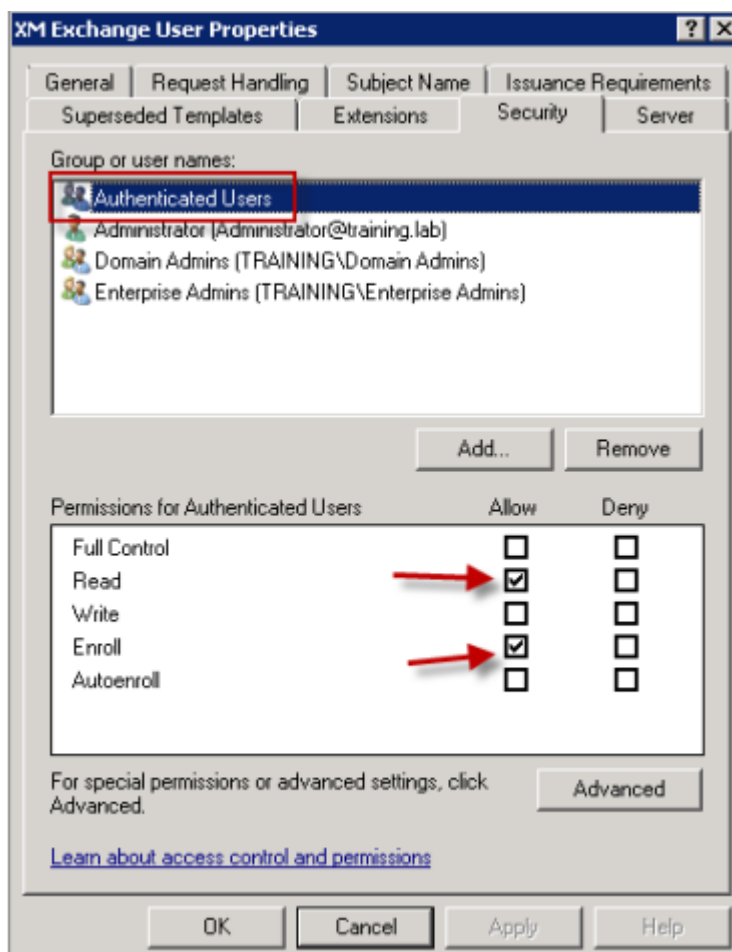 XM Exchange User Properties
General Request Handling Subject Name Issuance Requirements
Superseded Templates Extensions Security Server
Group or user names:
Authenticated Users
Administrator (Administrator@training.lab)
Domain Admins (TRAINING\Domain Admins)
Enterprise Admins (TRAINING\Enterprise Admins)
Add... Remove
Permissions for Authenticated Users Allow Deny
Full Control
Read
Write
Enroll
Autoenroll
For special permissions or advanced settings, click
Advanced.
Advanced
Learn about access control and permissions
OK Cancel Apply Help